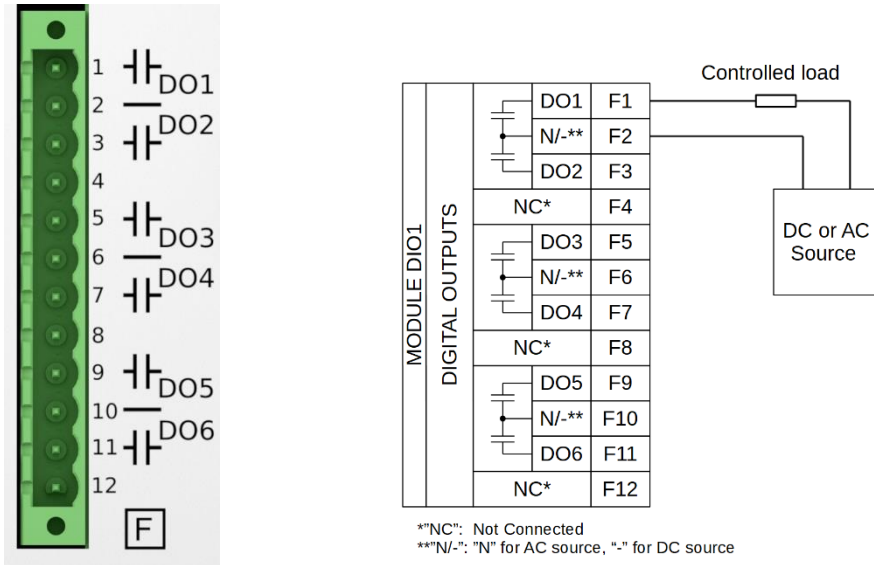 1
DO1
2
DO2
3
4
5
DO3
6
DO4
7
8
9
DO5
10
DO6
11
12
F
Controlled load
MODULE DIO1
DIGITAL OUTPUTS
DO1 F1
N/-** F2
DO2 F3
NC* F4
DO3 F5
N/-** F6
DO4 F7
NC* F8
DO5 F9
N/-** F10
DO6 F11
NC* F12
DC or AC
Source
*"NC": Not Connected
**"N/-": "N" for AC source, "-" for DC source